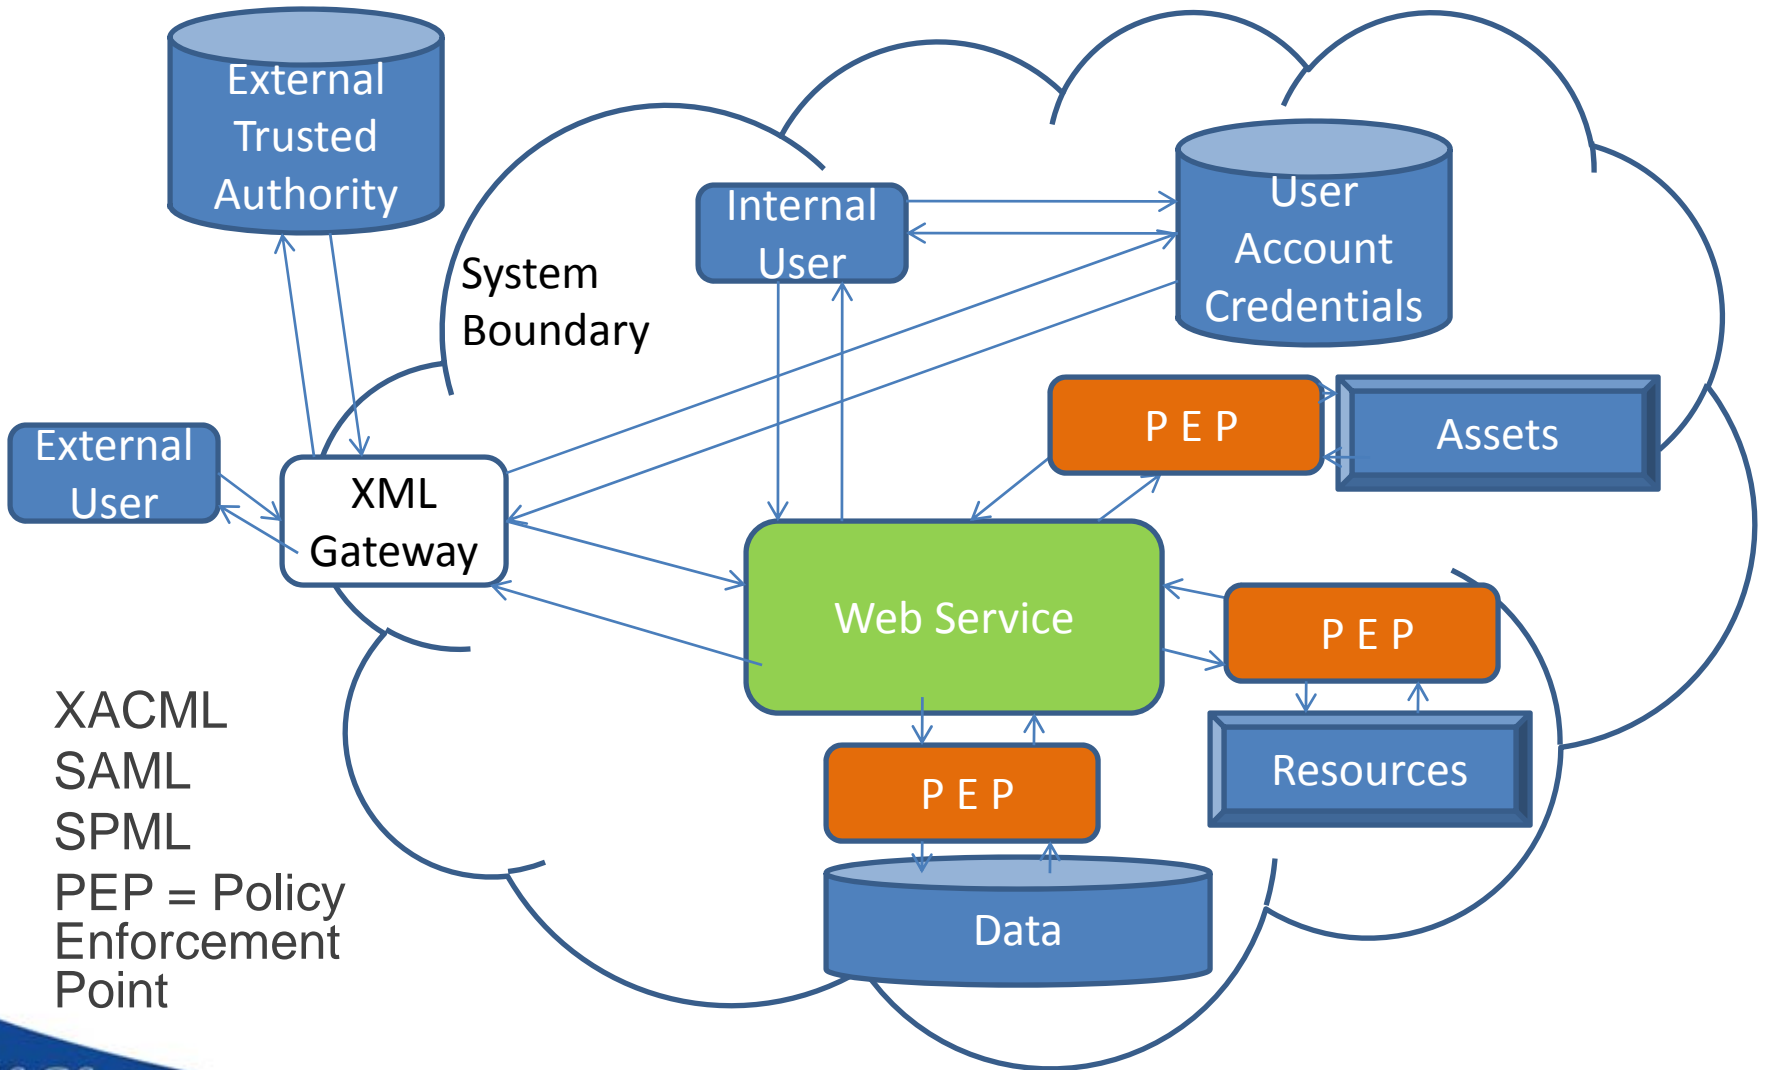 External
Trusted
Authority
System
Boundary
Internal
User
User
Account
Credentials
External
User
XML
Gateway
P E P
Assets
Web Service
P E P
Resources
P E P
Data
XACML
SAML
SPML
PEP = Policy
Enforcement
Point